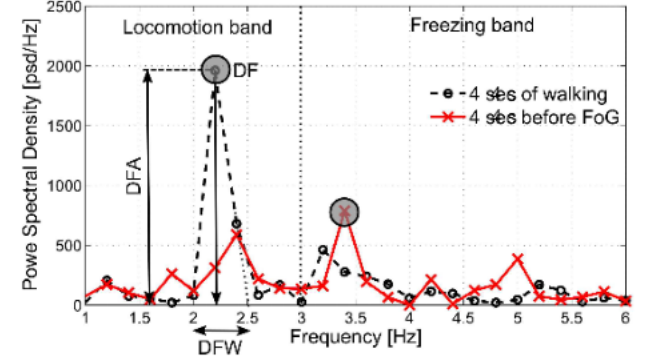 2500
Locomotion band
Freezing band
2000
DF
4 secs of walking
4 secs before FoG
1500
DFA
1000
500
0
1
1.5
2
2.5
3
3.5
4
4.5
5
5.5
6
DFW
Frequency [Hz]
Powe Spectral Density [psd/Hz]